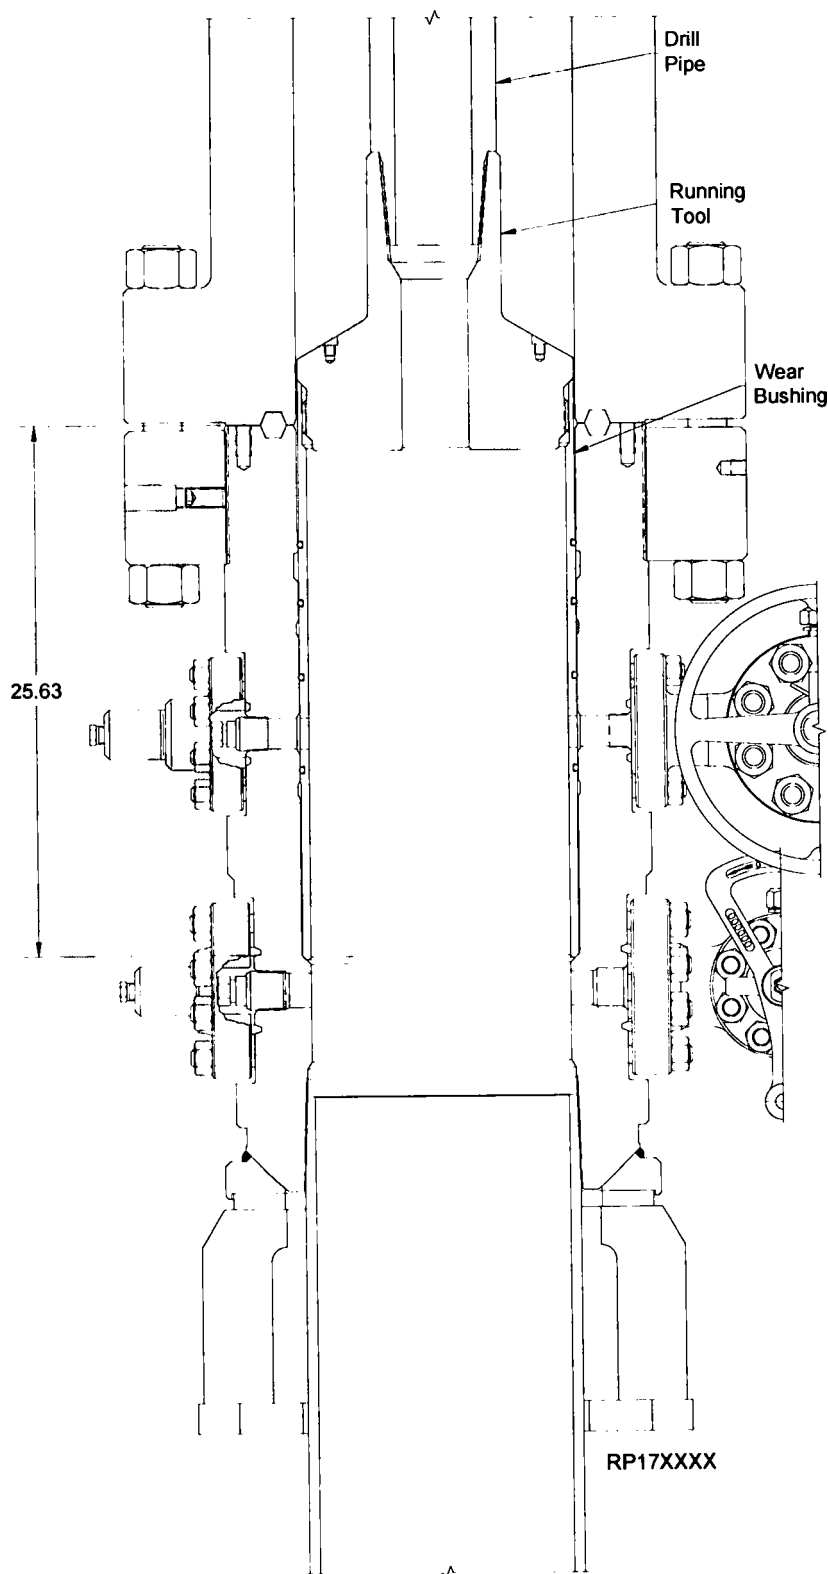 Drill
Pipe
Running
Tool
Wear
Bushing
25.63
RP17XXXX